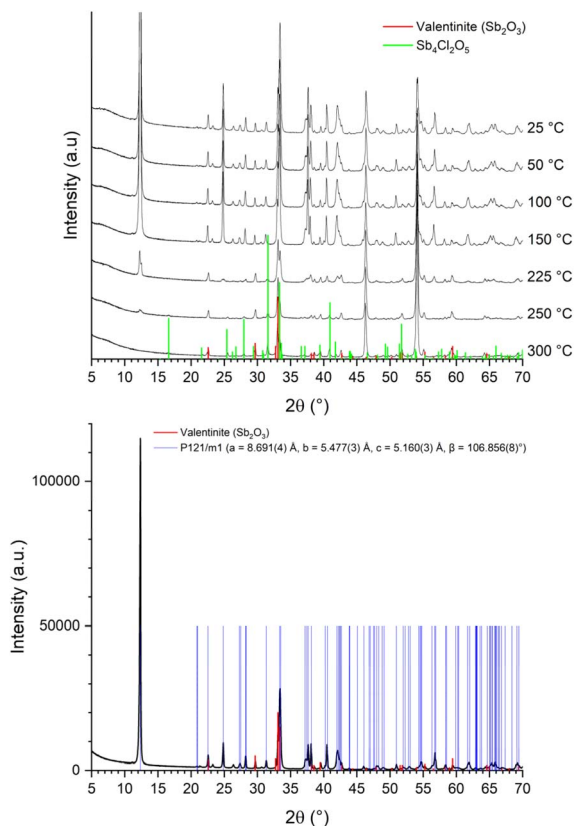 Valentinite (Sb₂O₃)
Sb₄Cl₂O₅
Intensity (a.u)
25 °C
50 °C
100 °C
150 °C
225 °C
250 °C
300 °C
5 10 15 20 25 30 35 40 45 50 55 60 65 70
2θ (°)
Valentinite (Sb₂O₃)
P121/m1 (a = 8.691(4) Å, b = 5.477(3) Å, c = 5.160(3) Å, β = 106.856(8)°)
Intensity (a.u.)
100000
50000
0
5 10 15 20 25 30 35 40 45 50 55 60 65 70
2θ (°)